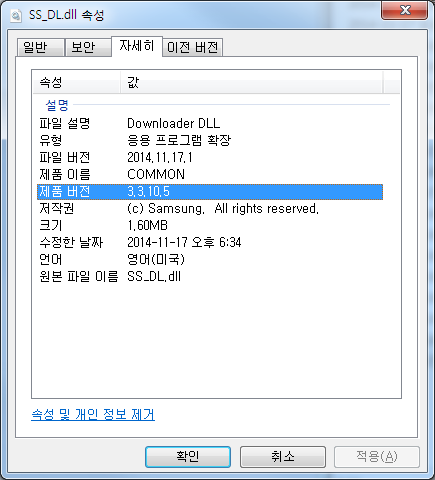 SS_DL.dll 속성
일반 보안 자세히 이전 버전
속성 값
설명
파일 설명 Downloader DLL
유형 응용 프로그램 확장
파일 버전 2014.11.17.1
제품 이름 COMMON
제품 버전 3.3.10.5
저작권 (c) Samsung. All rights reserved.
크기 1.60MB
수정한 날짜 2014-11-17 오후 6:34
언어 영어(미국)
원본 파일 이름 SS_DL.dll
속성 및 개인 정보 제거
확인 취소 적용(A)